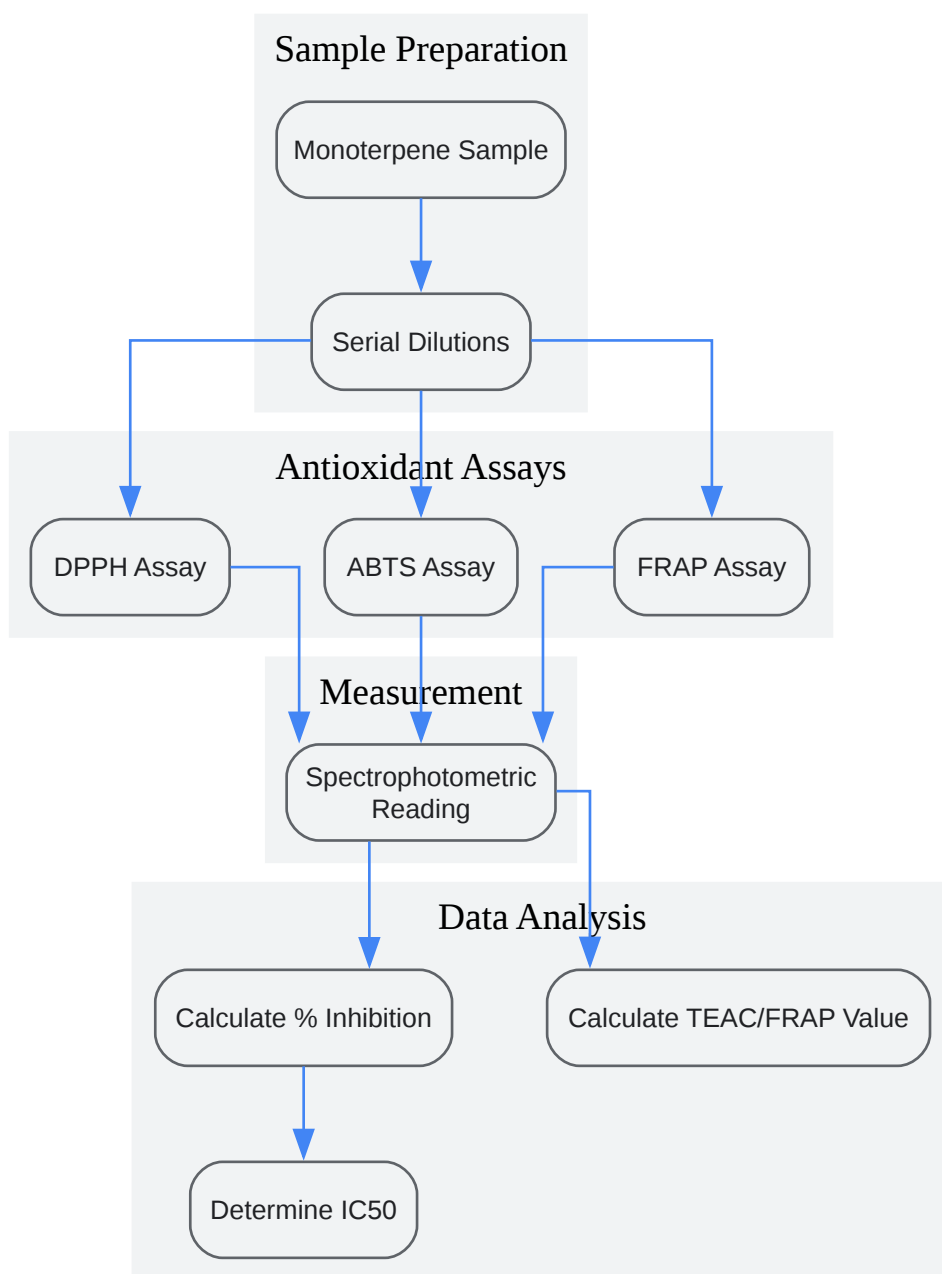 Sample Preparation
Monoterpene Sample
Serial Dilutions
Antioxidant Assays
DPPH Assay
ABTS Assay
FRAP Assay
Measurement
Spectrophotometric
Reading
Data Analysis
Calculate % Inhibition
Calculate TEAC/FRAP Value
Determine IC50